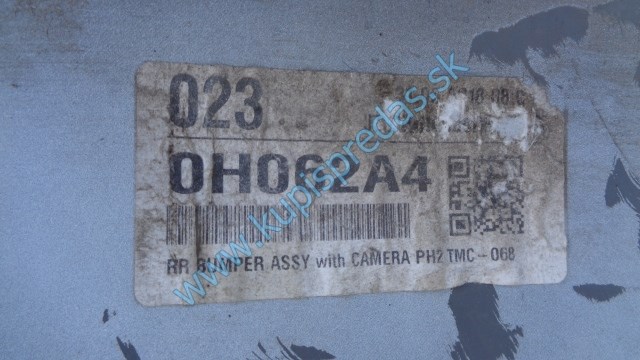 023
0H062A4
RR BUMPER ASSY with CAMERA PH2 TMC-068
www.kupispredas.sk